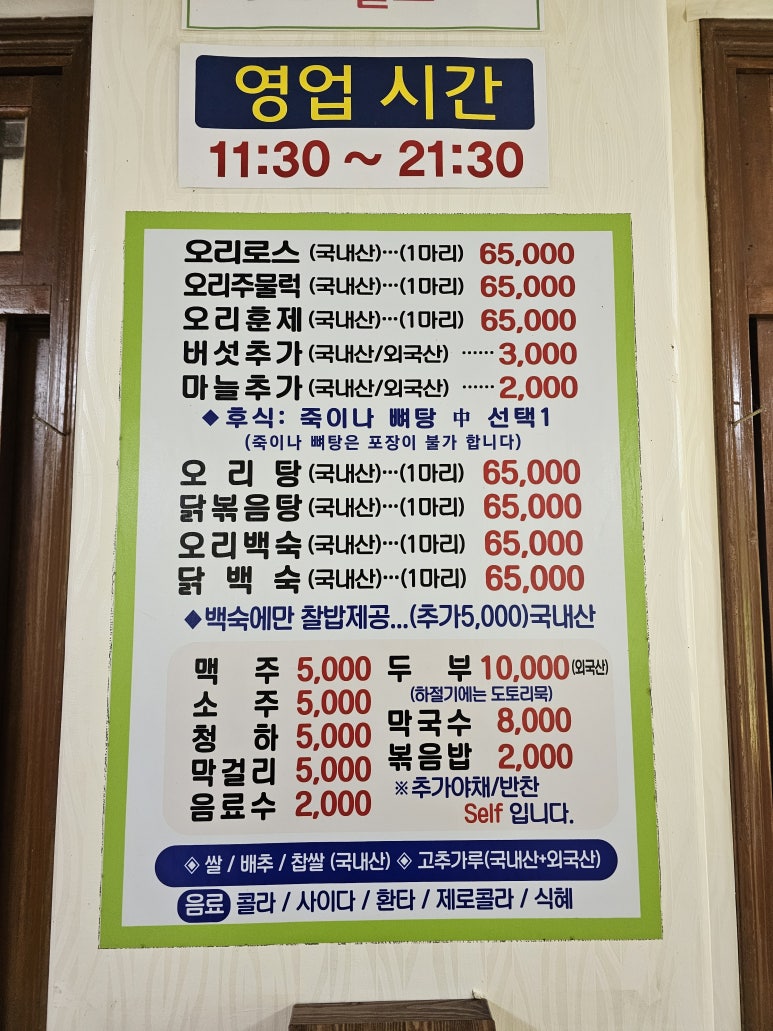 영업 시간
11:30 ~ 21:30
오리로스 (국내산)···(1마리) 65,000
오리주물럭 (국내산)···(1마리) 65,000
오리훈제 (국내산)···(1마리) 65,000
버섯추가 (국내산/외국산) ······ 3,000
마늘추가 (국내산/외국산) ······ 2,000
◆ 후식: 죽이나 뼈탕 中 선택1
(죽이나 뼈탕은 포장이 불가 합니다)
오 리 탕 (국내산)···(1마리) 65,000
닭볶음탕 (국내산)···(1마리) 65,000
오리백숙 (국내산)···(1마리) 65,000
닭 백 숙 (국내산)···(1마리) 65,000
◆백숙에만 찰밥제공...(추가5,000)국내산
맥 주 5,000
소 주 5,000
청 하 5,000
막걸리 5,000
음료수 2,000
두 부 10,000(외국산)
(하절기에는 도토리묵)
막국수 8,000
볶음밥 2,000
※추가야채/반찬
Self 입니다.
◈ 쌀 / 배추 / 찹쌀 (국내산) ◈ 고추가루(국내산+외국산)
음료 콜라 / 사이다 / 환타 / 제로콜라 / 식혜